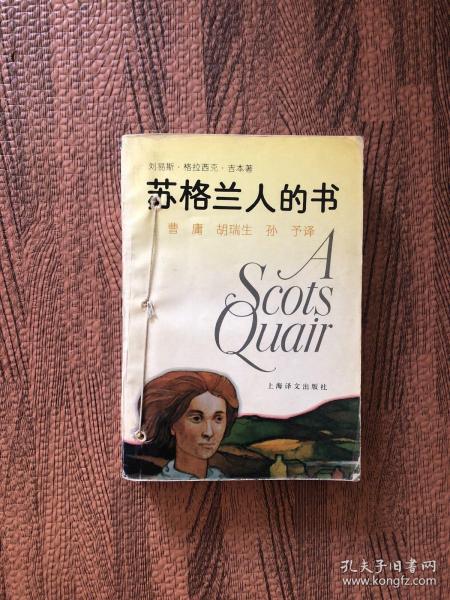 刘易斯·格拉西克·吉本著
苏格兰人的书
曹 庸 胡瑞生 孙 予译
A
Scots
Quair
上海译文出版社
孔夫子旧书网
www.kongfz.com